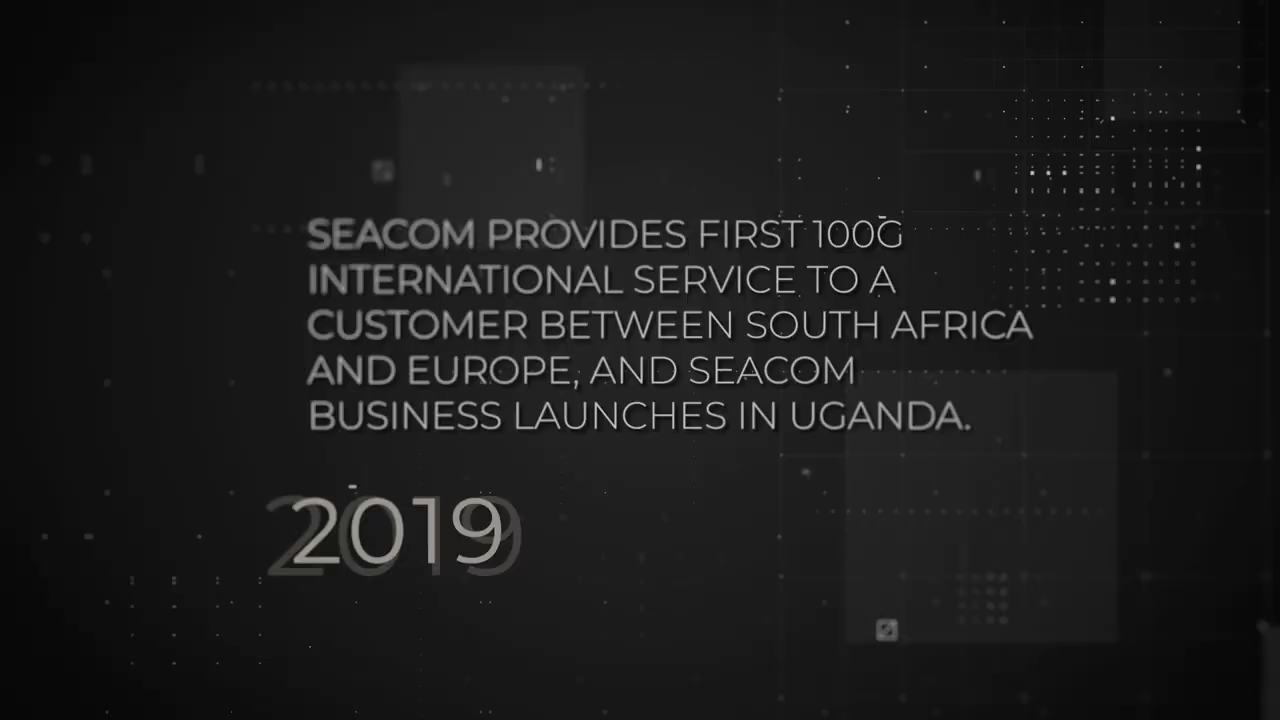 SEACOM PROVIDES FIRST 100G
INTERNATIONAL SERVICE TO A
CUSTOMER BETWEEN SOUTH AFRICA
AND EUROPE, AND SEACOM
BUSINESS LAUNCHES IN UGANDA.
2019